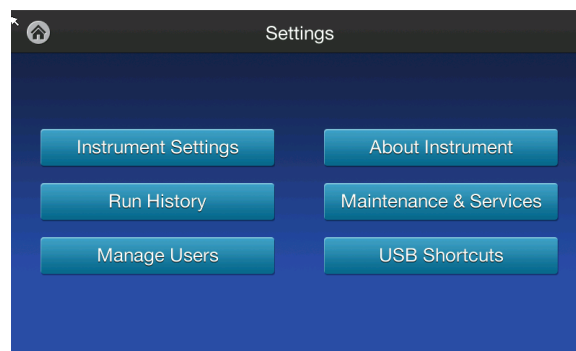 Settings
Instrument Settings
About Instrument
Run History
Maintenance & Services
Manage Users
USB Shortcuts